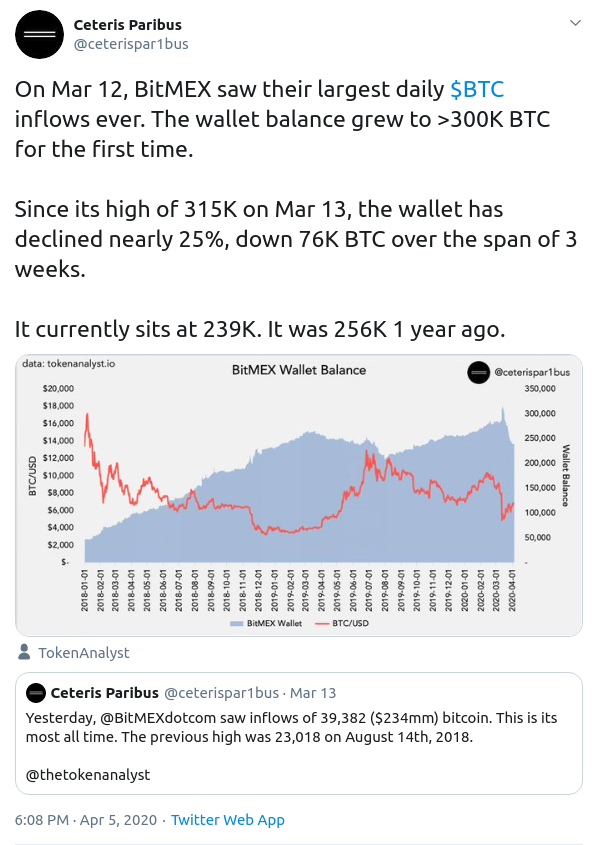 Ceteris Paribus
@ceterispar1bus
On Mar 12, BitMEX saw their largest daily $BTC
inflows ever. The wallet balance grew to >300K BTC
for the first time.
Since its high of 315K on Mar 13, the wallet has
declined nearly 25%, down 76K BTC over the span of 3
weeks.
It currently sits at 239K. It was 256K 1 year ago.
data: tokenanalyst.io
BitMEX Wallet Balance
@ceterispar1bus
$20,000
$18,000
$16,000
$14,000
$12,000
$10,000
$8,000
$6,000
$4,000
$2,000
$-
BTC/USD
350,000
300,000
250,000
200,000
150,000
100,000
50,000
-
Wallet Balance
2018-01-01
2018-02-01
2018-03-01
2018-04-01
2018-05-01
2018-06-01
2018-07-01
2018-08-01
2018-09-01
2018-10-01
2018-11-01
2018-12-01
2019-01-01
2019-02-01
2019-03-01
2019-04-01
2019-05-01
2019-06-01
2019-07-01
2019-08-01
2019-09-01
2019-10-01
2019-11-01
2019-12-01
2020-01-01
2020-02-01
2020-03-01
2020-04-01
BitMEX Wallet
BTC/USD
TokenAnalyst
Ceteris Paribus @ceterispar1bus · Mar 13
Yesterday, @BitMEXdotcom saw inflows of 39,382 ($234mm) bitcoin. This is its
most all time. The previous high was 23,018 on August 14th, 2018.
@thetokenanalyst
6:08 PM · Apr 5, 2020 · Twitter Web App